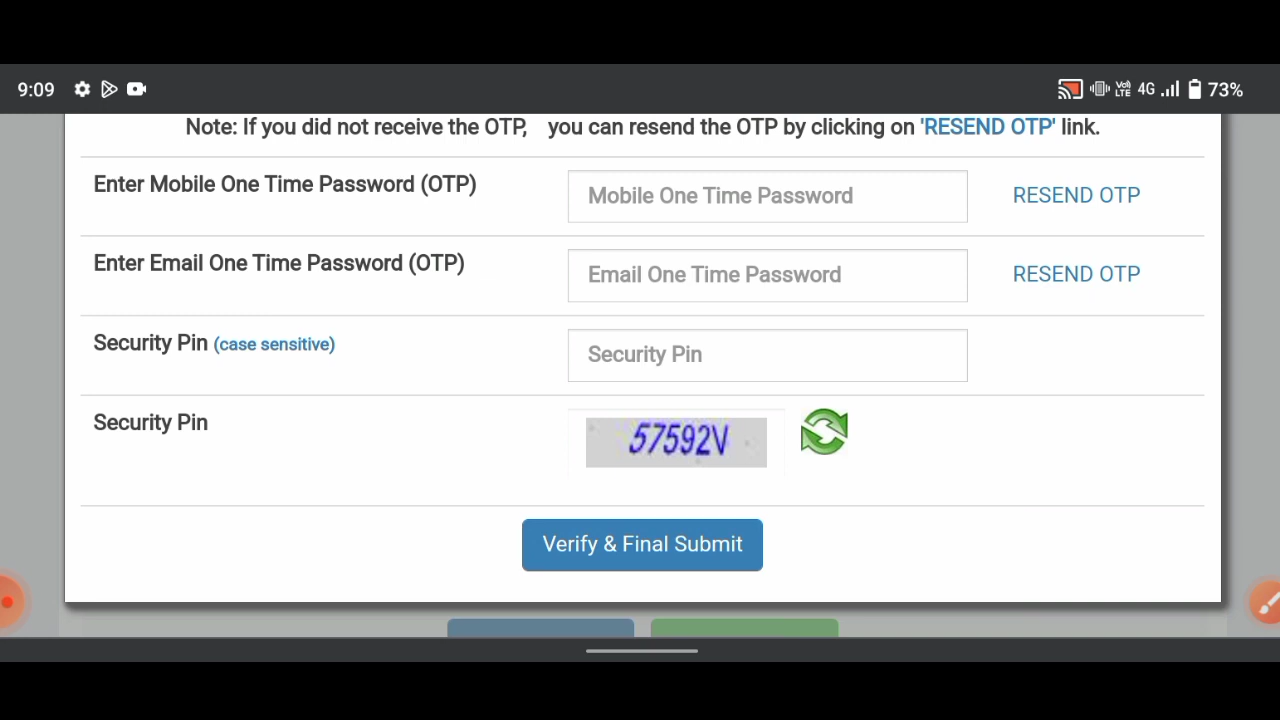 9:09 VoI) LTE 4G 73%
Note: If you did not receive the OTP, you can resend the OTP by clicking on 'RESEND OTP' link.
Enter Mobile One Time Password (OTP) Mobile One Time Password RESEND OTP
Enter Email One Time Password (OTP) Email One Time Password RESEND OTP
Security Pin (case sensitive) Security Pin
Security Pin 57592V
Verify & Final Submit